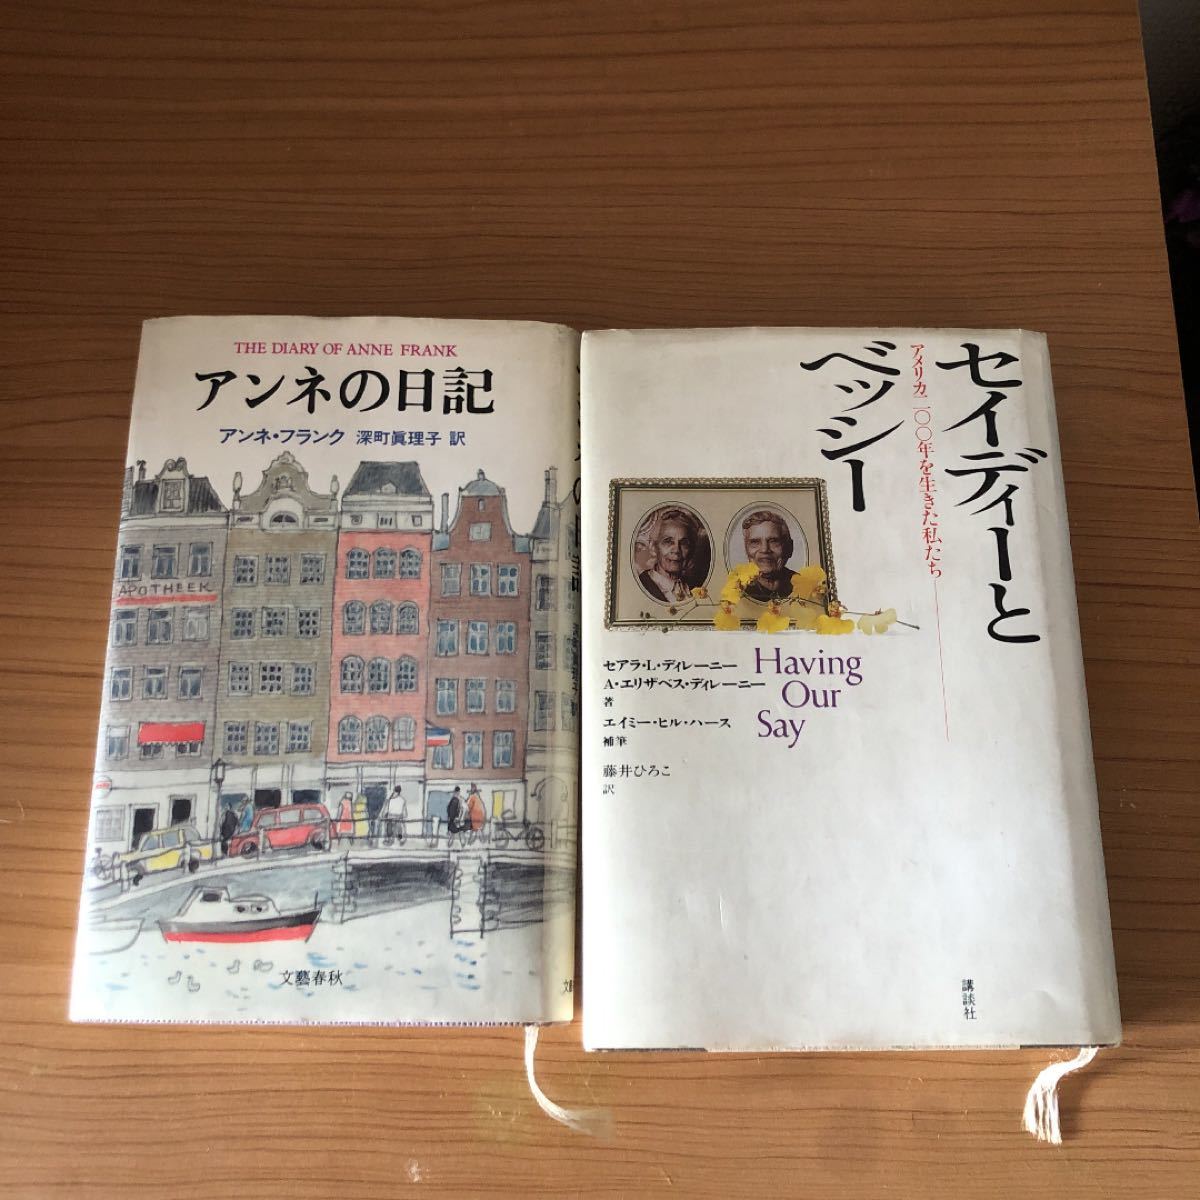 THE DIARY OF ANNE FRANK
アンネの日記
アンネ・フランク 深町眞理子 訳
APOTHEEK
文藝春秋
セイディーと
ベッシー
アメリカ一〇〇年を生きた私たち
セアラ・L・ディレーニー
A・エリザベス・ディレーニー
著
エイミー・ヒル・ハース
補筆
藤井ひろこ
訳
Having
Our
Say
講談社